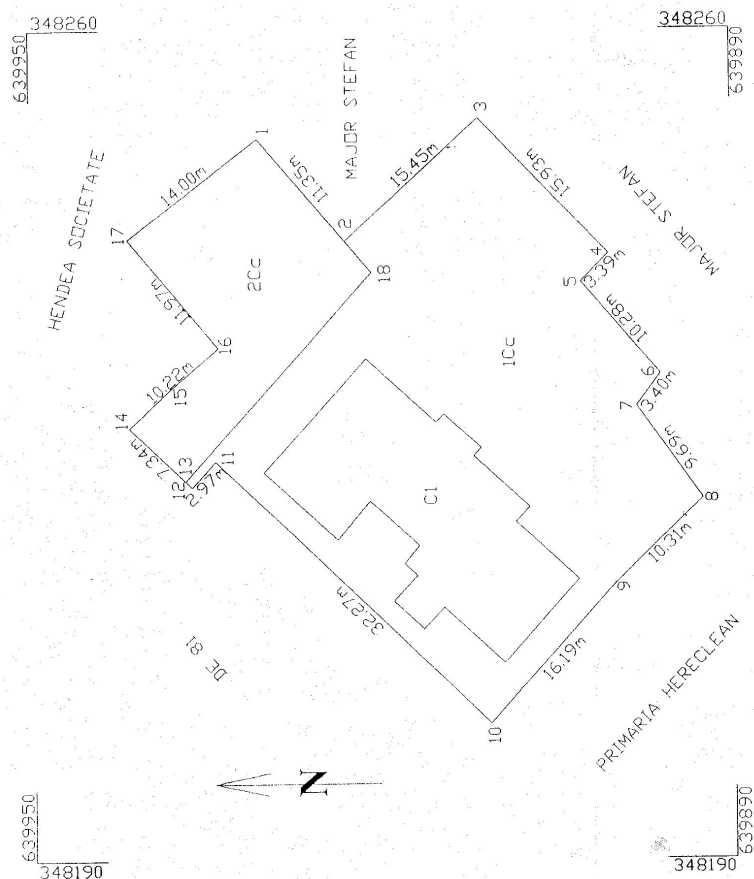 348260
639950
348260
639890
HENDEA SOCIETATE
MAJOR STEFAN
MAJOR STEFAN
PRIMARIA HERECLEAN
DE 81
1
2
3
4
5
6
7
8
9
10
11
12
13
14
15
16
17
18
14.00m
11.35m
15.45m
15.93m
3.39m
10.28m
3.40m
9.69m
10.31m
16.19m
32.27m
2.97m
7.34m
10.22m
11.97m
2Cc
1Cc
C1
N
639950
348190
639890
348190